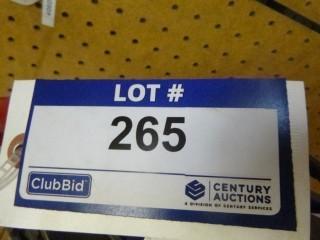 LOT #
265
ClubBid
CENTURY
AUCTIONS
A DIVISION OF CENTURY SERVICES